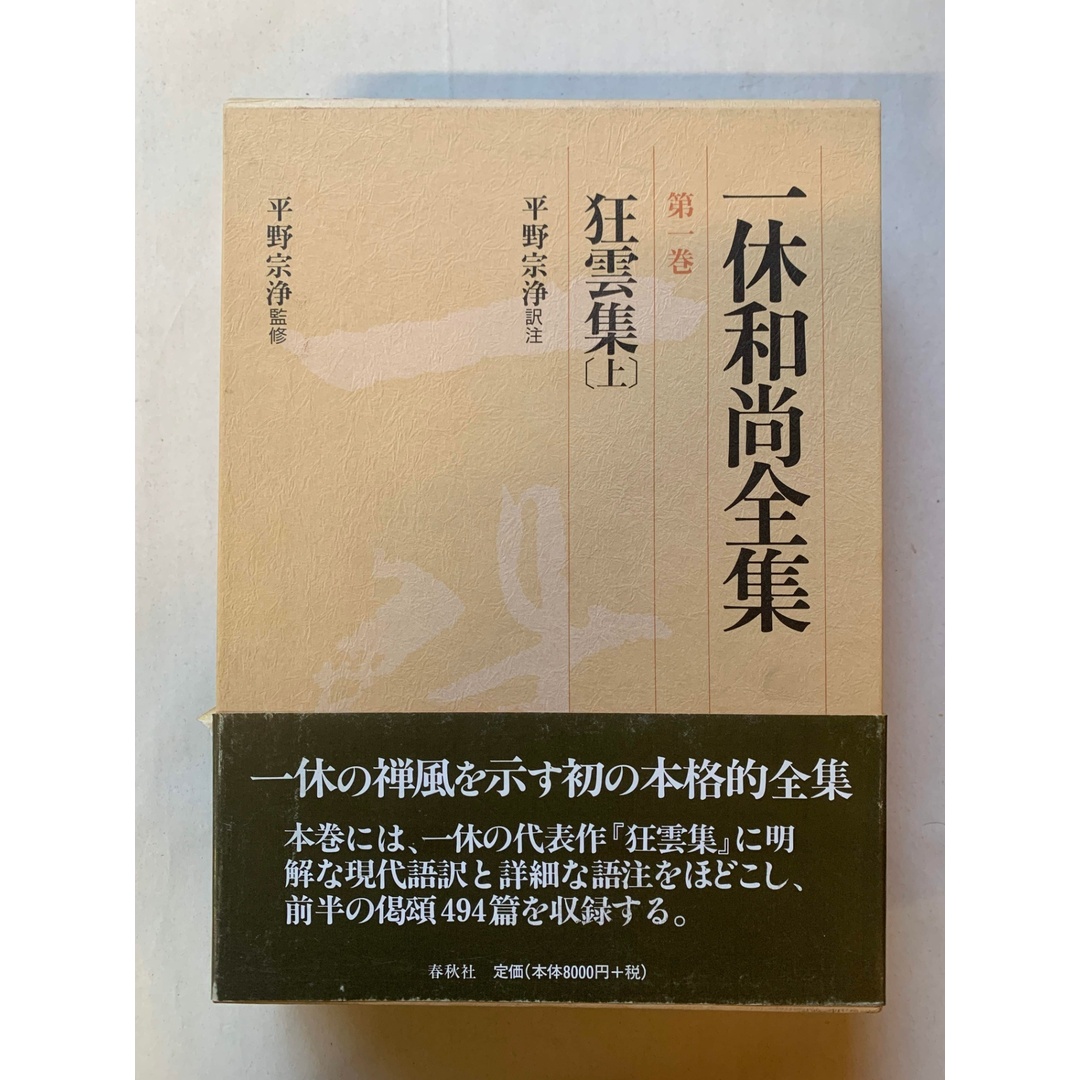 一休和尚全集
第一巻
狂雲集〔上〕
平野宗浄訳注
平野宗浄監修
一休の禅風を示す初の本格的全集
本巻には、一休の代表作『狂雲集』に明
解な現代語訳と詳細な語注をほどこし、
前半の偈頌494篇を収録する。
春秋社 定価(本体8000円+税)